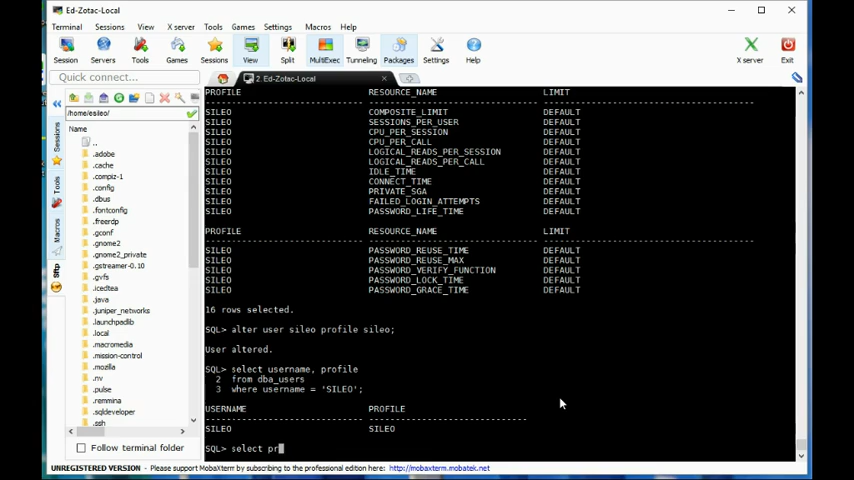 Ed-Zotac-Local
Terminal Sessions View X server Tools Games Settings Macros Help
Session Servers Tools Games Sessions View Split MultiExec Tunneling Packages Settings Help X server Exit
Quick connect...
2. Ed-Zotac-Local
/home/esileo/
Name
..
.adobe
.cache
.compiz-1
.config
.dbus
.fontconfig
.freerdp
.gconf
.gnome2
.gnome2_private
.gstreamer-0.10
.gvfs
.icedtea
.java
.juniper_networks
.launchpadlib
.local
.macromedia
.mission-control
.mozilla
.nv
.pulse
.remmina
.sqldeveloper
.ssh
Sessions
Tools
Macros
Sftp
Follow terminal folder
PROFILE RESOURCE_NAME LIMIT
SILEO COMPOSITE_LIMIT DEFAULT
SILEO SESSIONS_PER_USER DEFAULT
SILEO CPU_PER_SESSION DEFAULT
SILEO CPU_PER_CALL DEFAULT
SILEO LOGICAL_READS_PER_SESSION DEFAULT
SILEO LOGICAL_READS_PER_CALL DEFAULT
SILEO IDLE_TIME DEFAULT
SILEO CONNECT_TIME DEFAULT
SILEO PRIVATE_SGA DEFAULT
SILEO FAILED_LOGIN_ATTEMPTS DEFAULT
SILEO PASSWORD_LIFE_TIME DEFAULT
PROFILE RESOURCE_NAME LIMIT
SILEO PASSWORD_REUSE_TIME DEFAULT
SILEO PASSWORD_REUSE_MAX DEFAULT
SILEO PASSWORD_VERIFY_FUNCTION DEFAULT
SILEO PASSWORD_LOCK_TIME DEFAULT
SILEO PASSWORD_GRACE_TIME DEFAULT
16 rows selected.
SQL> alter user sileo profile sileo;
User altered.
SQL> select username, profile
2 from dba_users
3 where username = 'SILEO';
USERNAME PROFILE
SILEO SILEO
SQL> select pr
UNREGISTERED VERSION - Please support MobaXterm by subscribing to the professional edition here: http://mobaxterm.mobatek.net